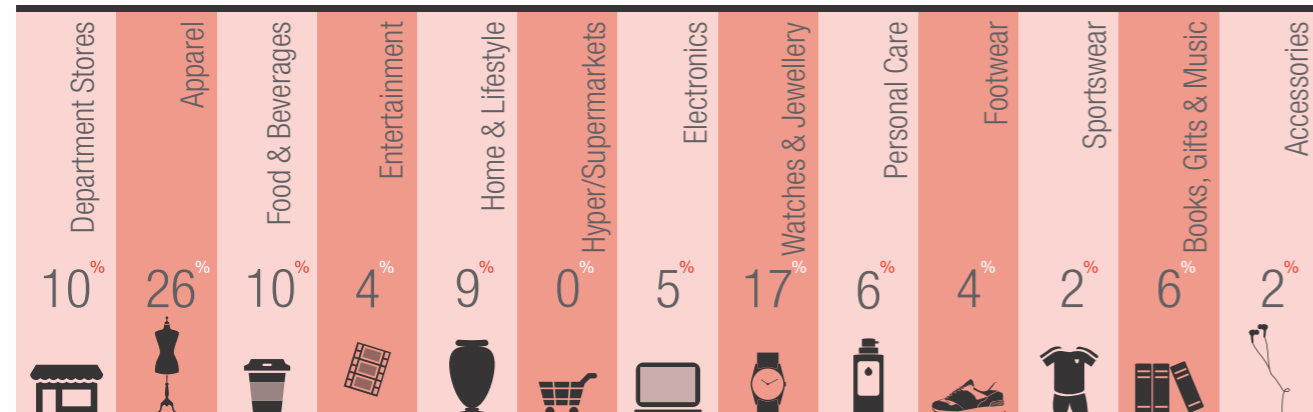 Department Stores
Apparel
Food & Beverages
Entertainment
Home & Lifestyle
Hyper/Supermarkets
Electronics
Watches & Jewellery
Personal Care
Footwear
Sportswear
Books, Gifts & Music
Accessories
10%
26%
10%
4%
9%
0%
5%
17%
6%
4%
2%
6%
2%